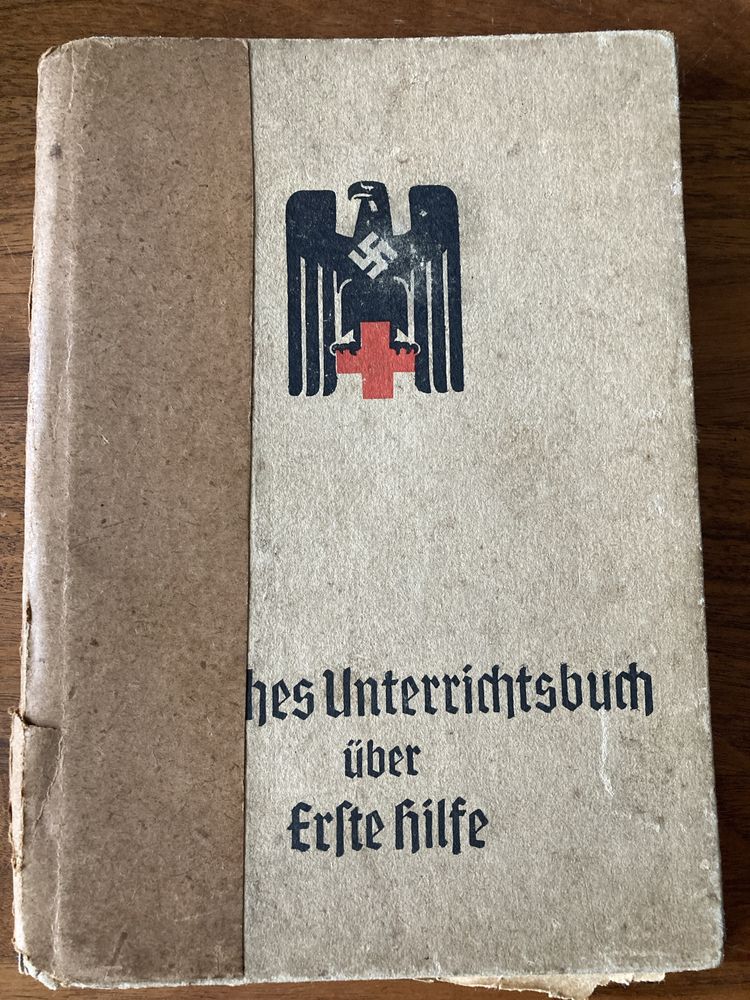 hes Unterrichtsbuch
über
Erste Hilfe